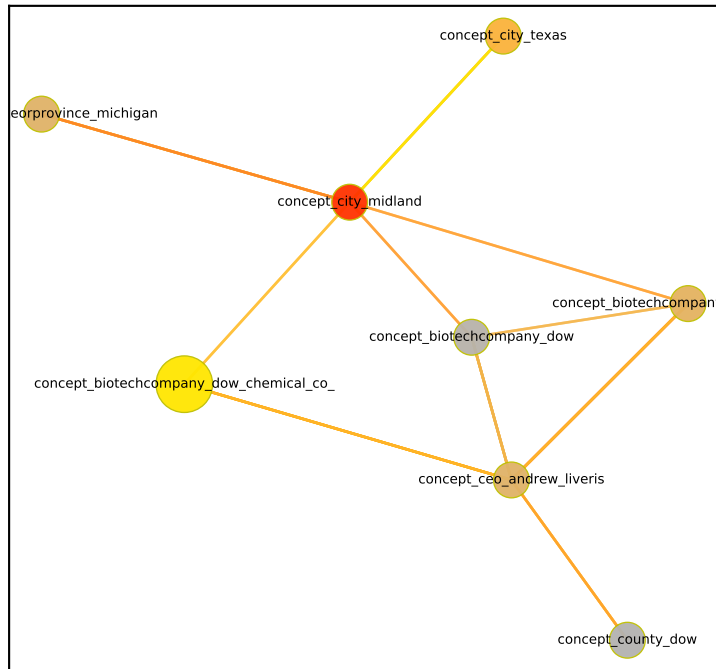 concept_city_texas
eorprovince_michigan
concept_city_midland
concept_biotechcompan
concept_biotechcompany_dow
concept_biotechcompany_dow_chemical_co_
concept_ceo_andrew_liveris
concept_county_dow